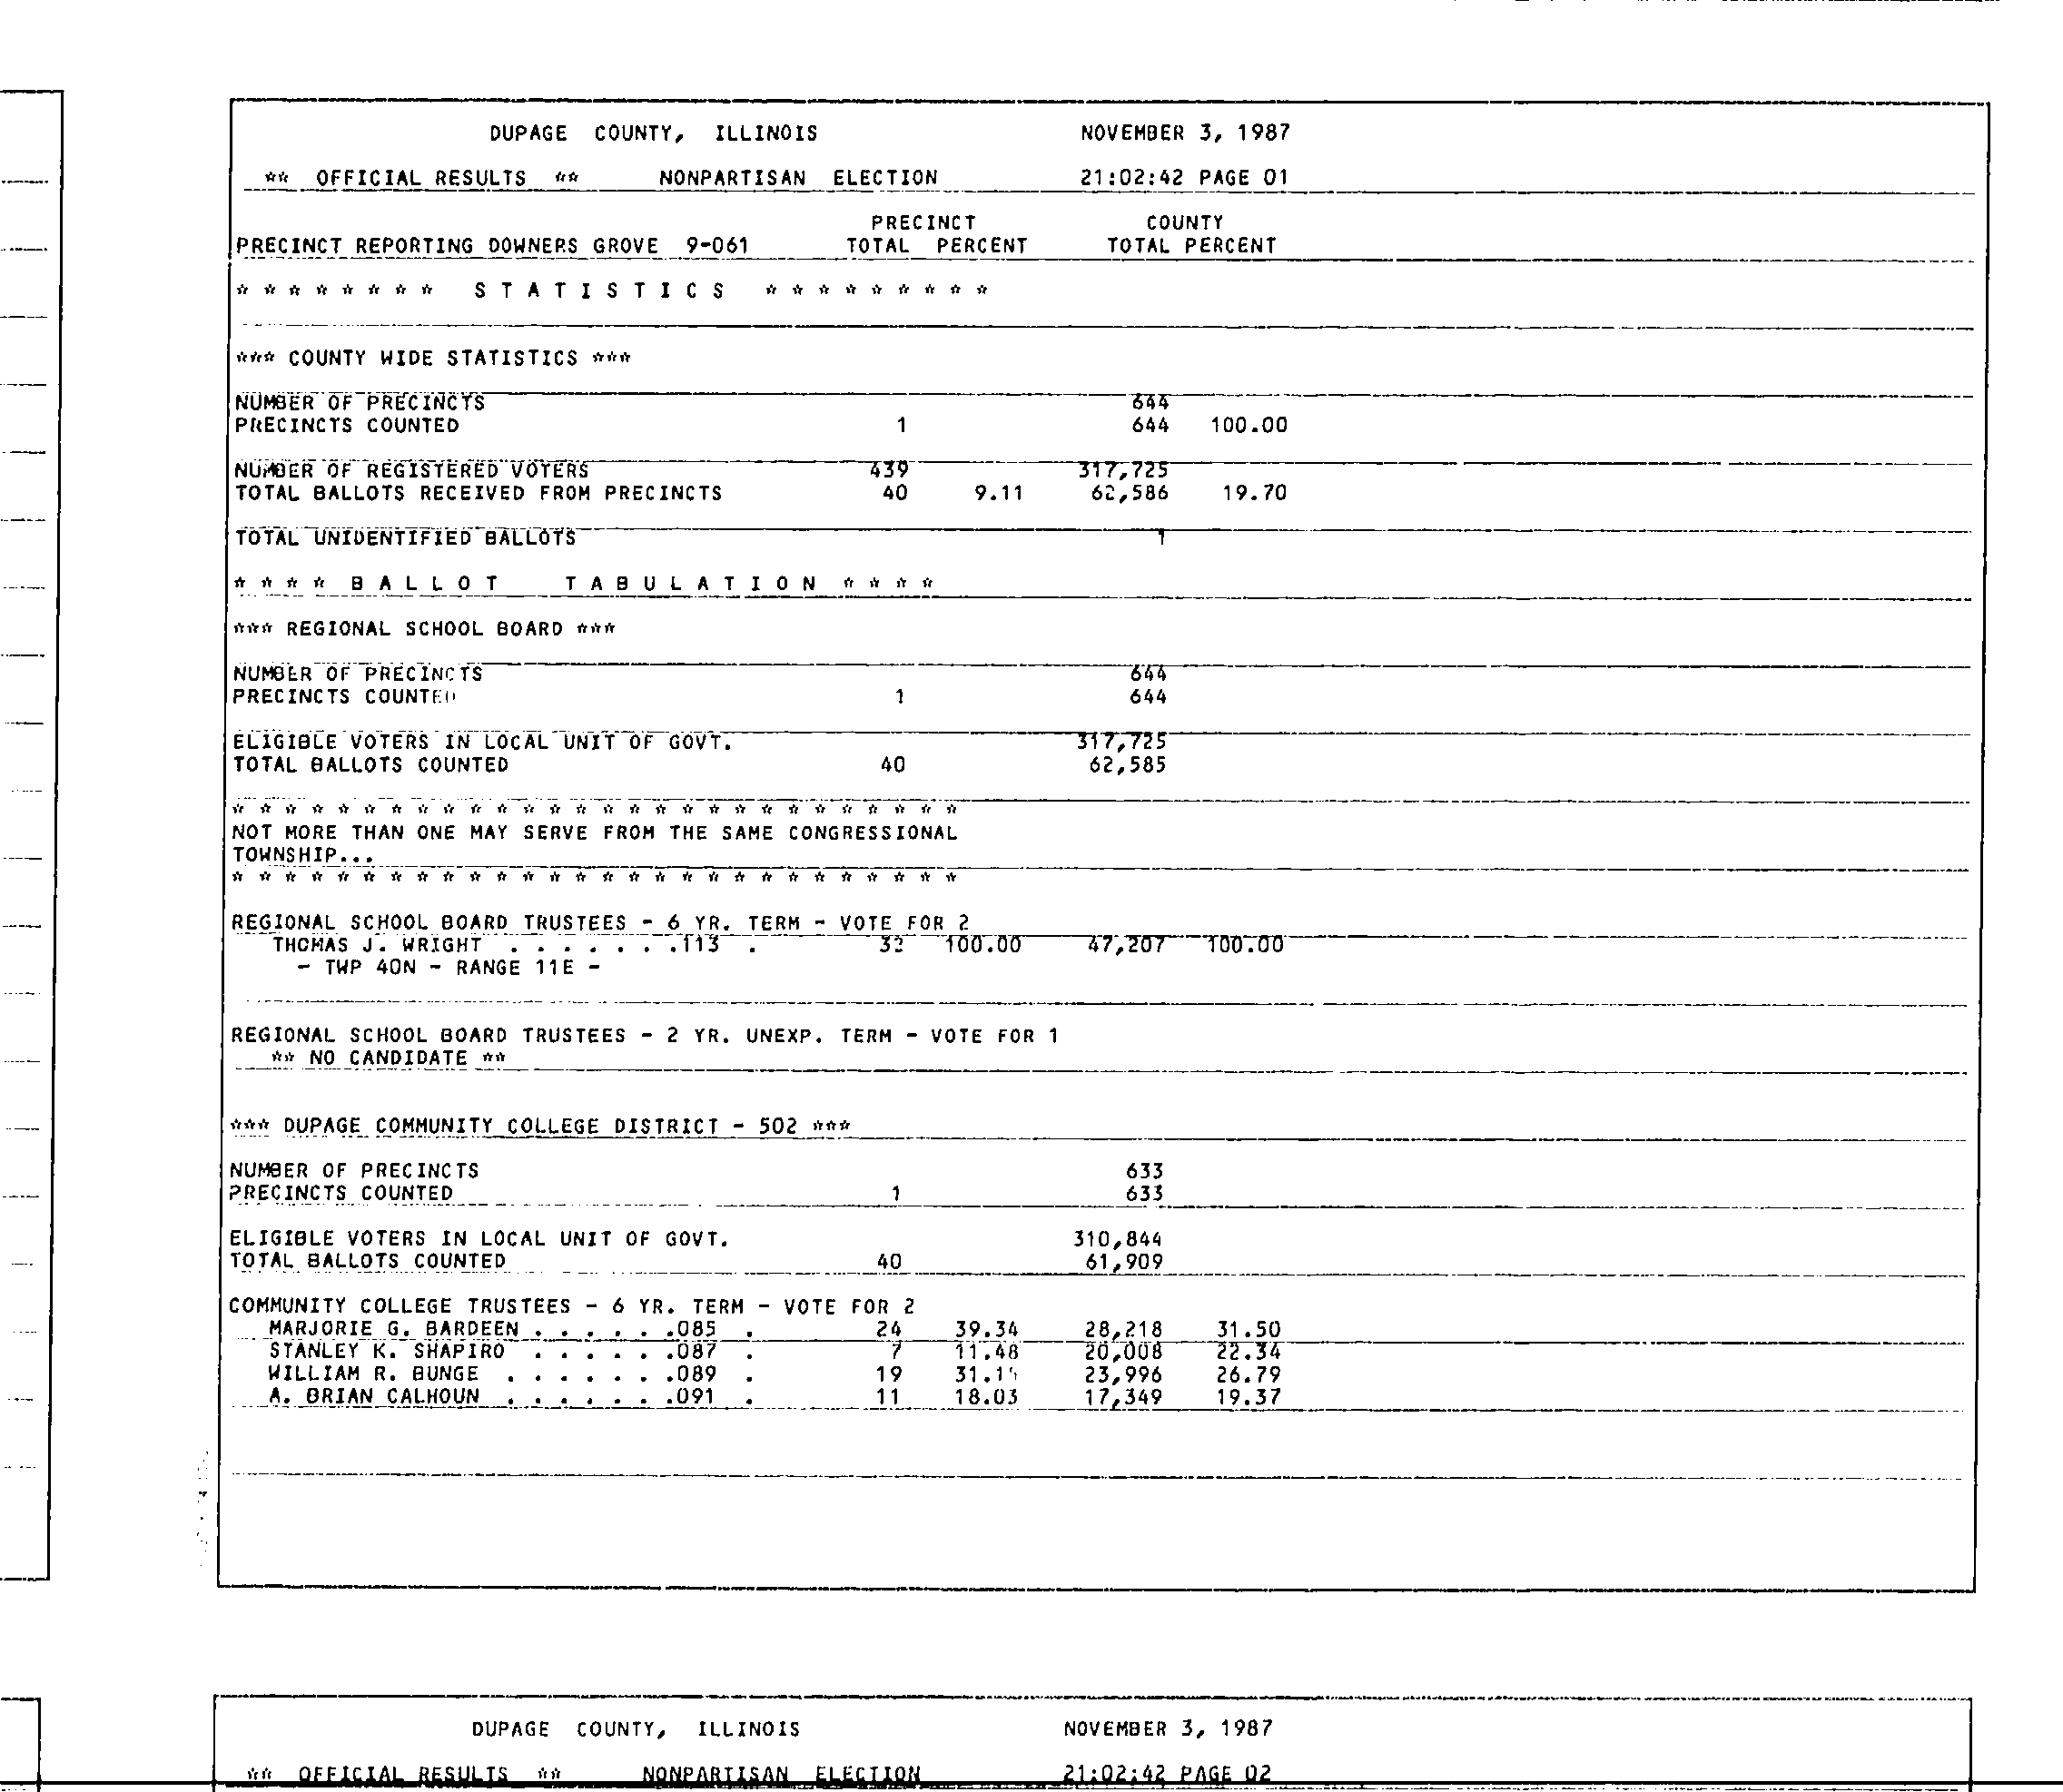 DUPAGE COUNTY, ILLINOIS NOVEMBER 3, 1987
** OFFICIAL RESULTS ** NONPARTISAN ELECTION 21:02:42 PAGE 01
PRECINCT COUNTY
PRECINCT REPORTING DOWNERS GROVE 9-061 TOTAL PERCENT TOTAL PERCENT
* * * * * * * * S T A T I S T I C S * * * * * * * * *
*** COUNTY WIDE STATISTICS ***
NUMBER OF PRECINCTS 644
PRECINCTS COUNTED 1 644 100.00
NUMBER OF REGISTERED VOTERS 439 317,725
TOTAL BALLOTS RECEIVED FROM PRECINCTS 40 9.11 62,586 19.70
TOTAL UNIDENTIFIED BALLOTS 1
* * * * B A L L O T T A B U L A T I O N * * * *
*** REGIONAL SCHOOL BOARD ***
NUMBER OF PRECINCTS 644
PRECINCTS COUNTED 1 644
ELIGIBLE VOTERS IN LOCAL UNIT OF GOVT. 317,725
TOTAL BALLOTS COUNTED 40 62,585
* * * * * * * * * * * * * * * * * * * * * * * * * * * *
NOT MORE THAN ONE MAY SERVE FROM THE SAME CONGRESSIONAL
TOWNSHIP...
* * * * * * * * * * * * * * * * * * * * * * * * * * * *
REGIONAL SCHOOL BOARD TRUSTEES - 6 YR. TERM - VOTE FOR 2
THOMAS J. WRIGHT . . . . . . .113 . 100.00 47,207 100.00
- TWP 40N - RANGE 11E -
REGIONAL SCHOOL BOARD TRUSTEES - 2 YR. UNEXP. TERM - VOTE FOR 1
** NO CANDIDATE **
*** DUPAGE COMMUNITY COLLEGE DISTRICT - 502 ***
NUMBER OF PRECINCTS 633
PRECINCTS COUNTED 1 633
ELIGIBLE VOTERS IN LOCAL UNIT OF GOVT. 310,844
TOTAL BALLOTS COUNTED 40 61,909
COMMUNITY COLLEGE TRUSTEES - 6 YR. TERM - VOTE FOR 2
MARJORIE G. BARDEEN . . . . . .085 . 24 39.34 28,218 31.50
STANLEY K. SHAPIRO . . . . . .087 . 7 11.48 20,008 22.34
WILLIAM R. BUNGE . . . . . . .089 . 19 23,996 26.79
A. BRIAN CALHOUN . . . . . . .091 . 11 18.03 17,349 19.37
DUPAGE COUNTY, ILLINOIS NOVEMBER 3, 1987
** OFFICIAL RESULTS ** NONPARTISAN ELECTION 21:02:42 PAGE 02